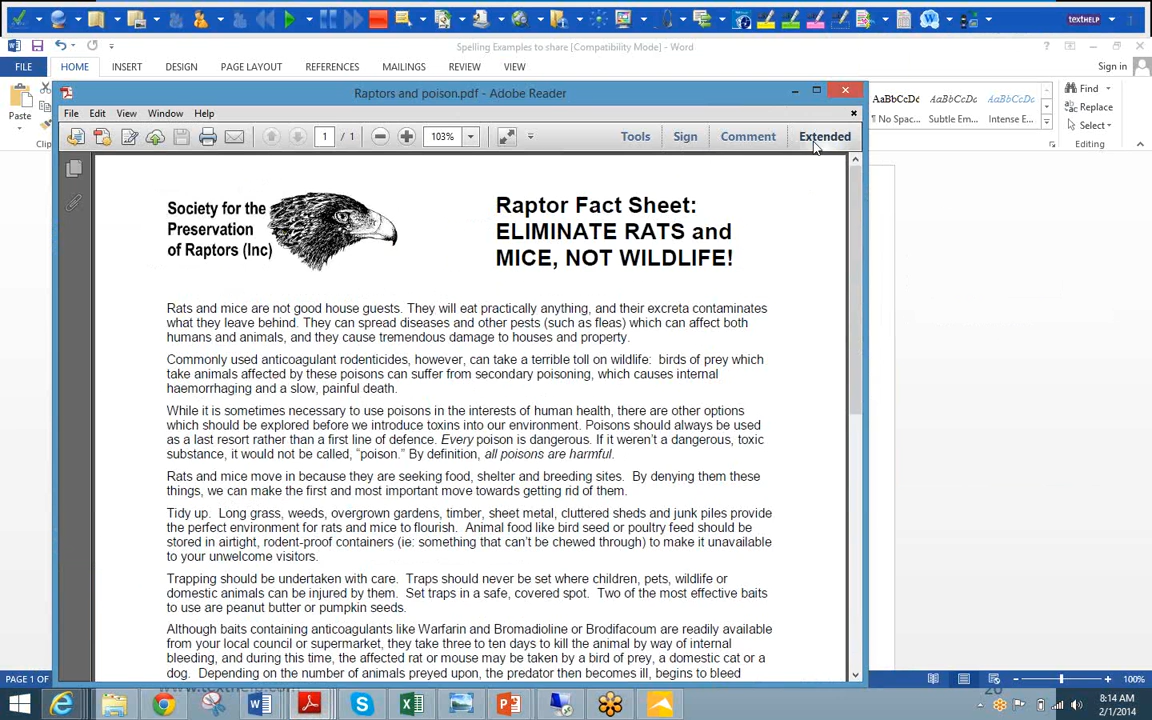 texthelp
Spelling Examples to share [Compatibility Mode] - Word
FILE HOME INSERT DESIGN PAGE LAYOUT REFERENCES MAILINGS REVIEW VIEW Sign in
Paste
Clip
AaBbCcDc AaBbCcDc AaBbCcDc
No Spac... Subtle Em... Intense E...
Find
Replace
Select
Editing
Raptors and poison.pdf - Adobe Reader
File Edit View Window Help
1 / 1 103% Tools Sign Comment Extended
Society for the
Preservation
of Raptors (Inc)
Raptor Fact Sheet:
ELIMINATE RATS and
MICE, NOT WILDLIFE!
Rats and mice are not good house guests. They will eat practically anything, and their excreta contaminates
what they leave behind. They can spread diseases and other pests (such as fleas) which can affect both
humans and animals, and they cause tremendous damage to houses and property.
Commonly used anticoagulant rodenticides, however, can take a terrible toll on wildlife: birds of prey which
take animals affected by these poisons can suffer from secondary poisoning, which causes internal
haemorrhaging and a slow, painful death.
While it is sometimes necessary to use poisons in the interests of human health, there are other options
which should be explored before we introduce toxins into our environment. Poisons should always be used
as a last resort rather than a first line of defence. Every poison is dangerous. If it weren't a dangerous, toxic
substance, it would not be called, "poison." By definition, all poisons are harmful.
Rats and mice move in because they are seeking food, shelter and breeding sites. By denying them these
things, we can make the first and most important move towards getting rid of them.
Tidy up. Long grass, weeds, overgrown gardens, timber, sheet metal, cluttered sheds and junk piles provide
the perfect environment for rats and mice to flourish. Animal food like bird seed or poultry feed should be
stored in airtight, rodent-proof containers (ie: something that can't be chewed through) to make it unavailable
to your unwelcome visitors.
Trapping should be undertaken with care. Traps should never be set where children, pets, wildlife or
domestic animals can be injured by them. Set traps in a safe, covered spot. Two of the most effective baits
to use are peanut butter or pumpkin seeds.
Although baits containing anticoagulants like Warfarin and Bromadioline or Brodifacoum are readily available
from your local council or supermarket, they take three to ten days to kill the animal by way of internal
bleeding, and during this time, the affected rat or mouse may be taken by a bird of prey, a domestic cat or a
dog. Depending on the number of animals preyed upon, the predator then becomes ill, begins to bleed
PAGE 1 OF 100%
20
8:14 AM
2/1/2014